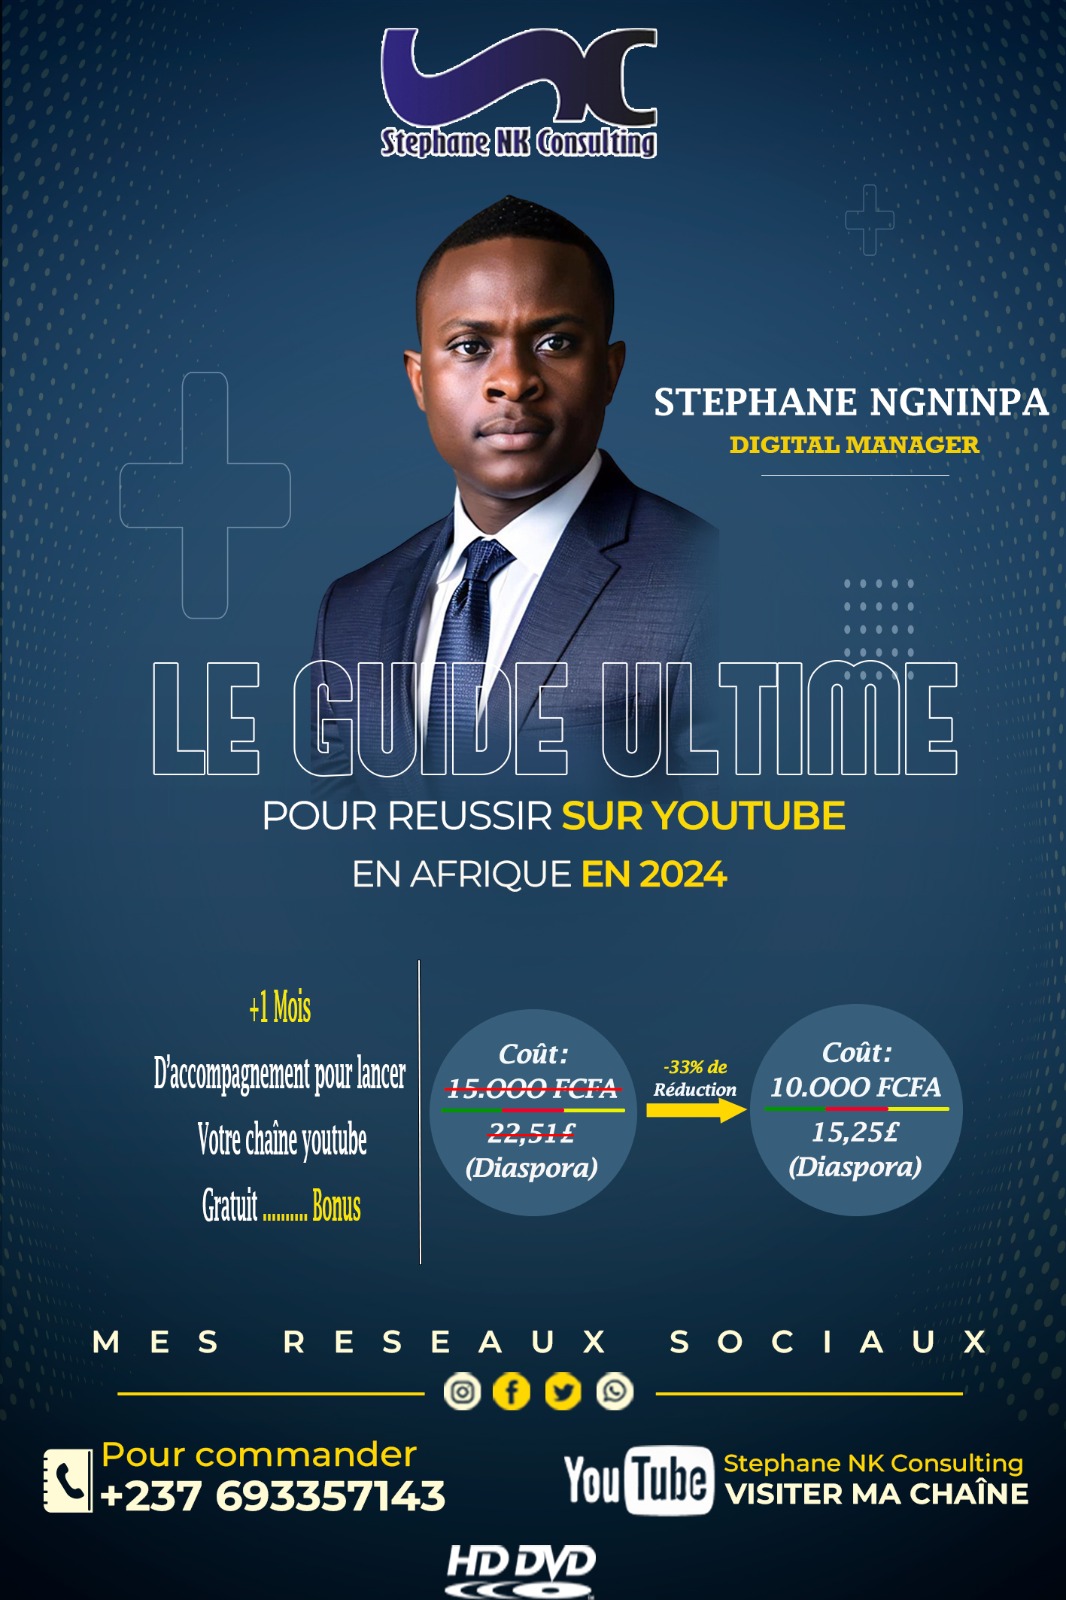 Stephane NK Consulting
STEPHANE NGNINPA
DIGITAL MANAGER
LE GUIDE ULTIME
POUR REUSSIR SUR YOUTUBE
EN AFRIQUE EN 2024
+1 Mois
D'accompagnement pour lancer
Votre chaîne youtube
Gratuit .......... Bonus
Coût:
15.OOO FCFA
22,51£
(Diaspora)
-33% de
Réduction
Coût:
10.OOO FCFA
15,25£
(Diaspora)
MES RESEAUX SOCIAUX
Pour commander
+237 693357143
YouTube
Stephane NK Consulting
VISITER MA CHAÎNE
HD DVD